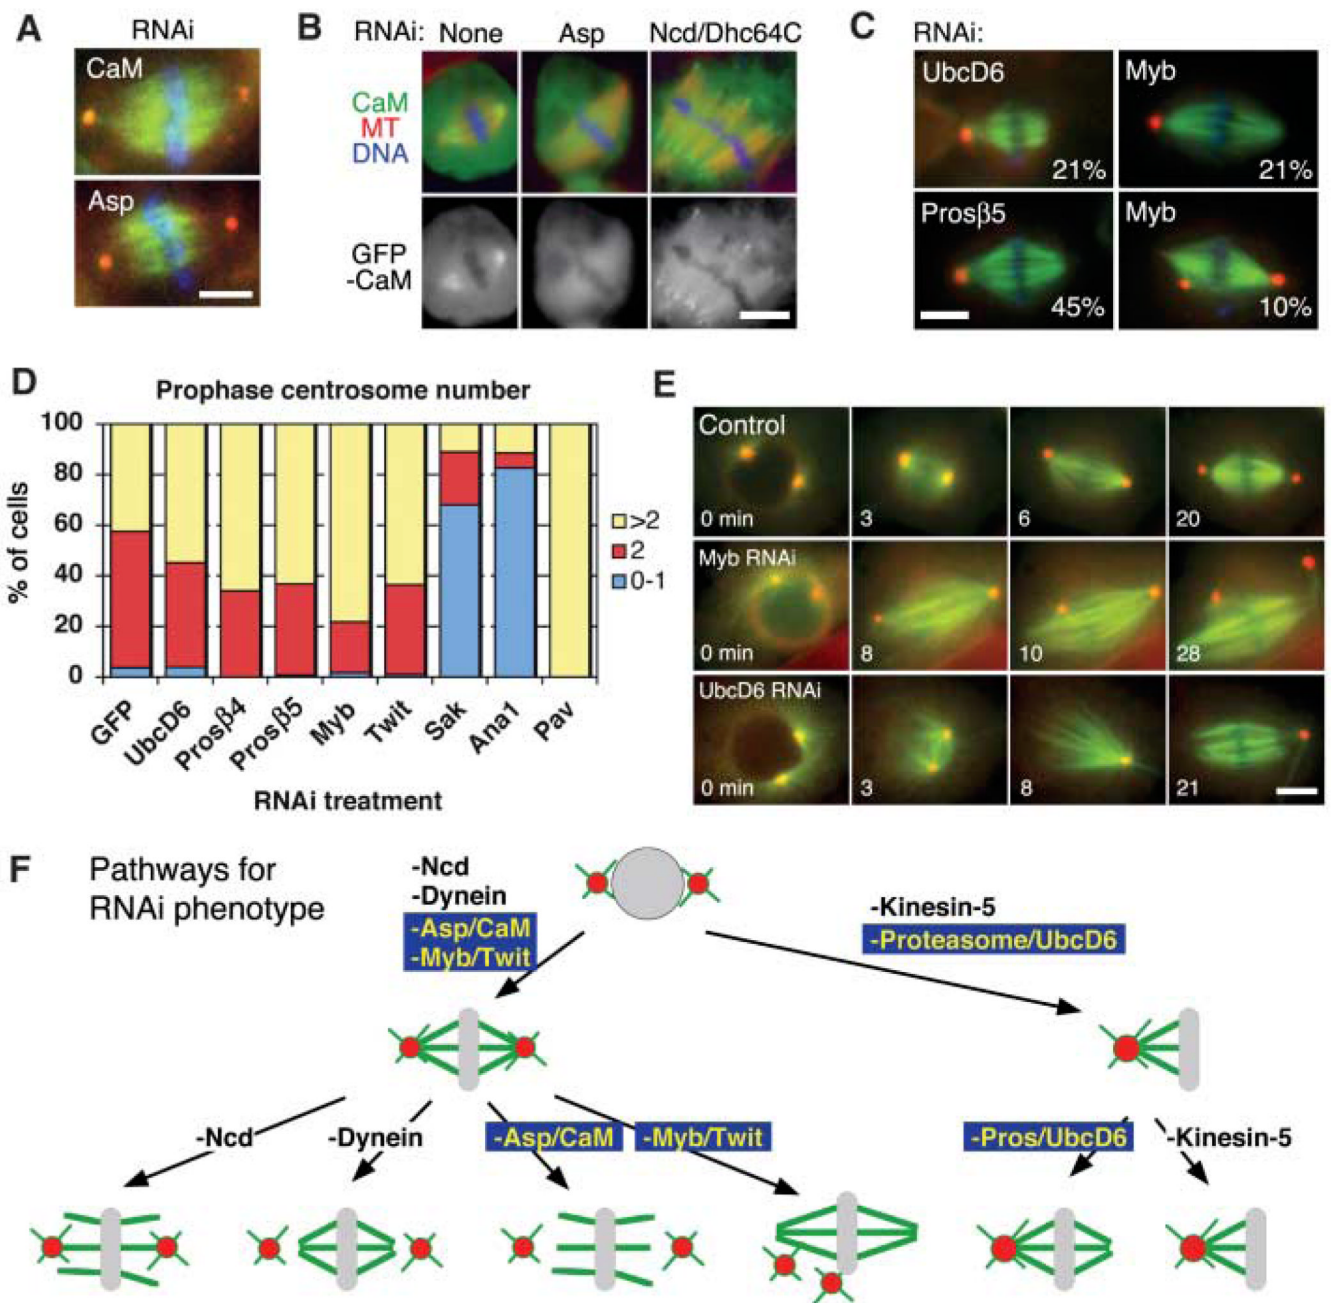 A
RNAi
CaM
Asp
B
RNAi: None Asp Ncd/Dhc64C
CaM
MT
DNA
GFP
-CaM
C
RNAi:
UbcD6
21%
Myb
21%
Prosβ5
45%
Myb
10%
D
Prophase centrosome number
% of cells
100
80
60
40
20
0
>2
2
0-1
GFP
UbcD6
Prosβ4
Prosβ5
Myb
Twit
Sak
Ana1
Pav
RNAi treatment
E
Control
0 min
3
6
20
Myb RNAi
0 min
8
10
28
UbcD6 RNAi
0 min
3
8
21
F
Pathways for
RNAi phenotype
-Ncd
-Dynein
-Asp/CaM
-Myb/Twit
-Kinesin-5
-Proteasome/UbcD6
-Ncd
-Dynein
-Asp/CaM
-Myb/Twit
-Pros/UbcD6
-Kinesin-5